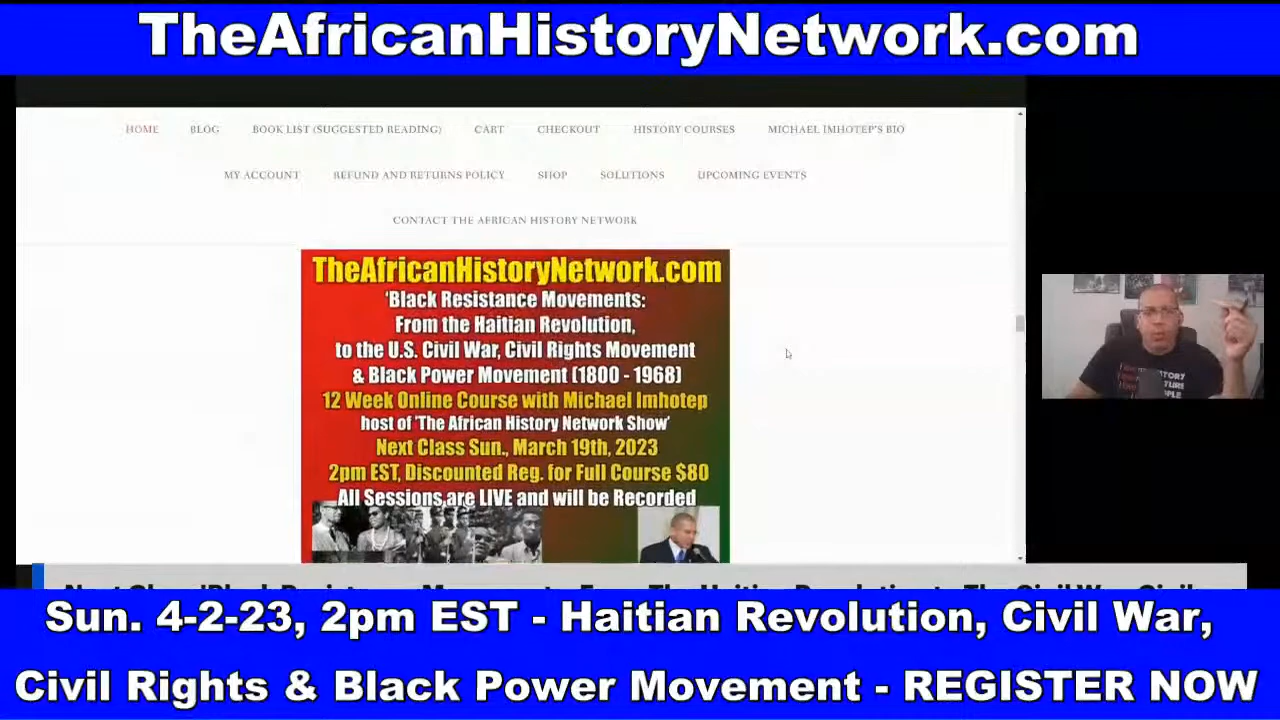 TheAfricanHistoryNetwork.com
HOME BLOG BOOK LIST (SUGGESTED READING) CART CHECKOUT HISTORY COURSES MICHAEL IMHOTEP'S BIO
MY ACCOUNT REFUND AND RETURNS POLICY SHOP SOLUTIONS UPCOMING EVENTS
CONTACT THE AFRICAN HISTORY NETWORK
TheAfricanHistoryNetwork.com
'Black Resistance Movements:
From the Haitian Revolution,
to the U.S. Civil War, Civil Rights Movement
& Black Power Movement (1800 - 1968)
12 Week Online Course with Michael Imhotep
host of 'The African History Network Show'
Next Class Sun., March 19th, 2023
2pm EST, Discounted Reg. for Full Course $80
All Sessions are LIVE and will be Recorded
Sun. 4-2-23, 2pm EST - Haitian Revolution, Civil War,
Civil Rights & Black Power Movement - REGISTER NOW